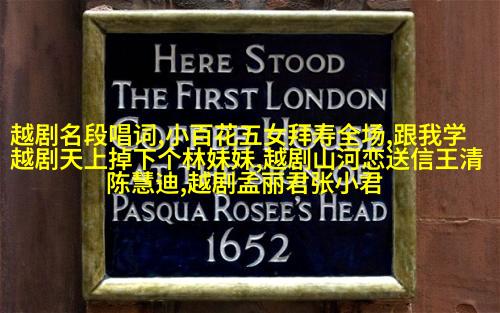 HERE STOOD
THE FIRST LONDON
越剧名段唱词,小百花五女拜寿全场,跟我学
COFFEE HOUSE
越剧天上掉下个林妹妹,越剧山河恋送信王清
陈慧迪,越剧孟丽君张小君
PASQUA ROSEE'S HEAD
1652